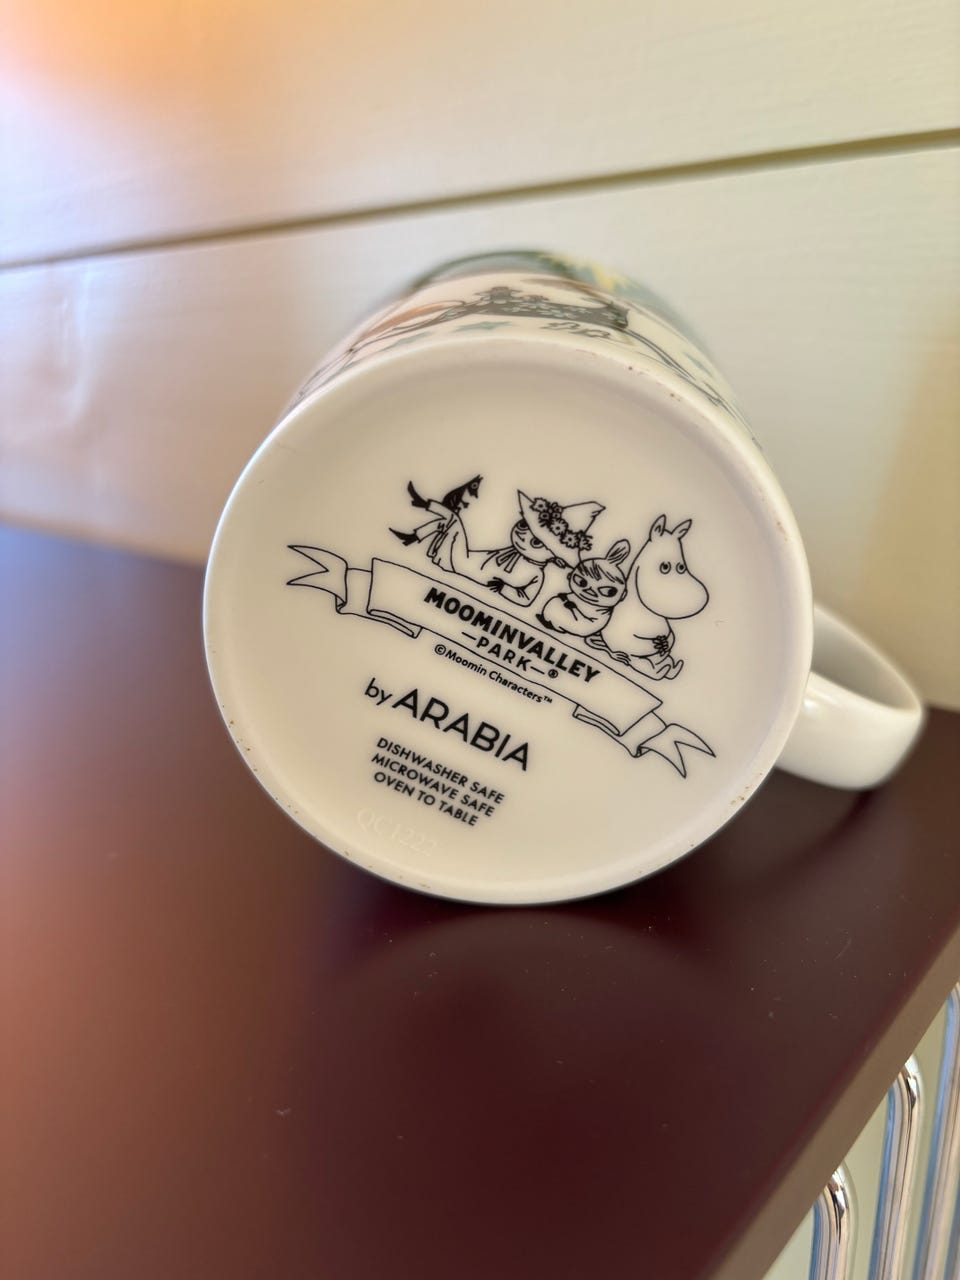 MOOMINVALLEY
—PARK—®
©Moomin Characters™
by ARABIA
DISHWASHER SAFE
MICROWAVE SAFE
OVEN TO TABLE
QC1222